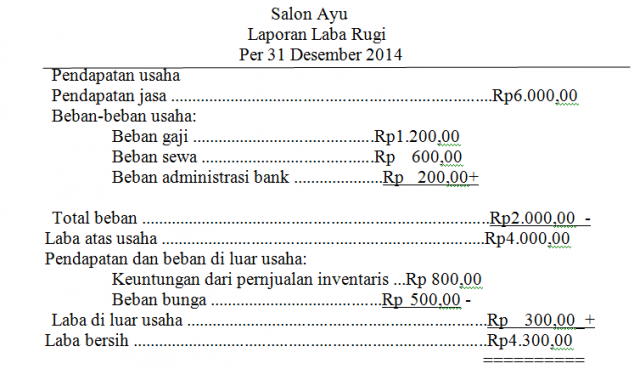 Salon Ayu
Laporan Laba Rugi
Per 31 Desember 2014
Pendapatan usaha
Pendapatan jasa ......................................................................Rp6.000,00
Beban-beban usaha:
Beban gaji .......................................Rp1.200,00
Beban sewa .....................................Rp 600,00
Beban administrasi bank ...................Rp 200,00+
Total beban ...........................................................................Rp2.000,00 -
Laba atas usaha ......................................................................Rp4.000,00
Pendapatan dan beban di luar usaha:
Keuntungan dari pernjualan inventaris ...Rp 800,00
Beban bunga .....................................Rp 500,00 -
Laba di luar usaha .................................................................Rp 300,00 +
Laba bersih ............................................................................Rp4.300,00
==========